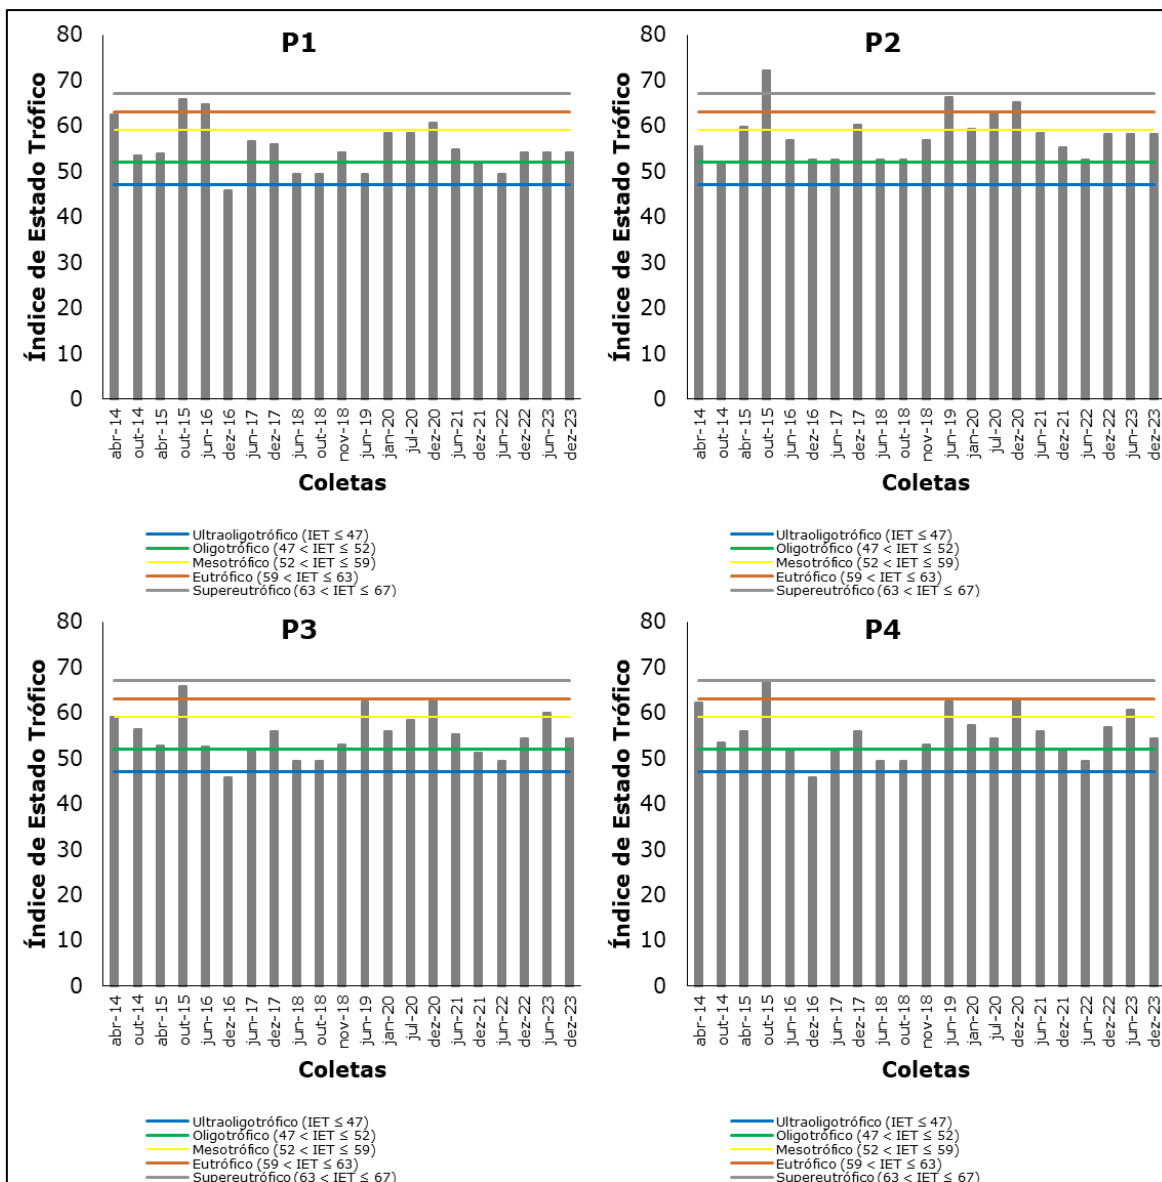 P1
Índice de Estado Trófico
80
70
60
50
40
30
20
10
0
abr-14
out-14
abr-15
out-15
jun-16
dez-16
jun-17
dez-17
jun-18
out-18
nov-18
jun-19
jan-20
jul-20
dez-20
jun-21
dez-21
jun-22
jun-23
dez-23
Coletas
Ultraoligotrófico (IET ≤ 47)
Oligotrófico (47 < IET ≤ 52)
Mesotrófico (52 < IET ≤ 59)
Eutrófico (59 < IET ≤ 63)
Supereutrófico (63 < IET ≤ 67)
P2
Índice de Estado Trófico
80
70
60
50
40
30
20
10
0
abr-14
out-14
abr-15
out-15
jun-16
dez-16
jun-17
dez-17
jun-18
out-18
nov-18
jun-19
jan-20
jul-20
dez-20
jun-21
dez-21
jun-22
jun-23
dez-23
Coletas
Ultraoligotrófico (IET ≤ 47)
Oligotrófico (47 < IET ≤ 52)
Mesotrófico (52 < IET ≤ 59)
Eutrófico (59 < IET ≤ 63)
Supereutrófico (63 < IET ≤ 67)
P3
Índice de Estado Trófico
80
70
60
50
40
30
20
10
0
abr-14
out-14
abr-15
out-15
jun-16
dez-16
jun-17
dez-17
jun-18
out-18
nov-18
jun-19
jan-20
jul-20
dez-20
jun-21
dez-21
jun-22
dez-22
jun-23
dez-23
Coletas
Ultraoligotrófico (IET ≤ 47)
Oligotrófico (47 < IET ≤ 52)
Mesotrófico (52 < IET ≤ 59)
Eutrófico (59 < IET ≤ 63)
Supereutrófico (63 < IET ≤ 67)
P4
Índice de Estado Trófico
80
70
60
50
40
30
20
10
0
abr-14
out-14
abr-15
out-15
jun-16
dez-16
jun-17
dez-17
jun-18
out-18
nov-18
jun-19
jan-20
jul-20
dez-20
jun-21
dez-21
jun-22
dez-22
jun-23
dez-23
Coletas
Ultraoligotrófico (IET ≤ 47)
Oligotrófico (47 < IET ≤ 52)
Mesotrófico (52 < IET ≤ 59)
Eutrófico (59 < IET ≤ 63)
Supereutrófico (63 < IET ≤ 67)